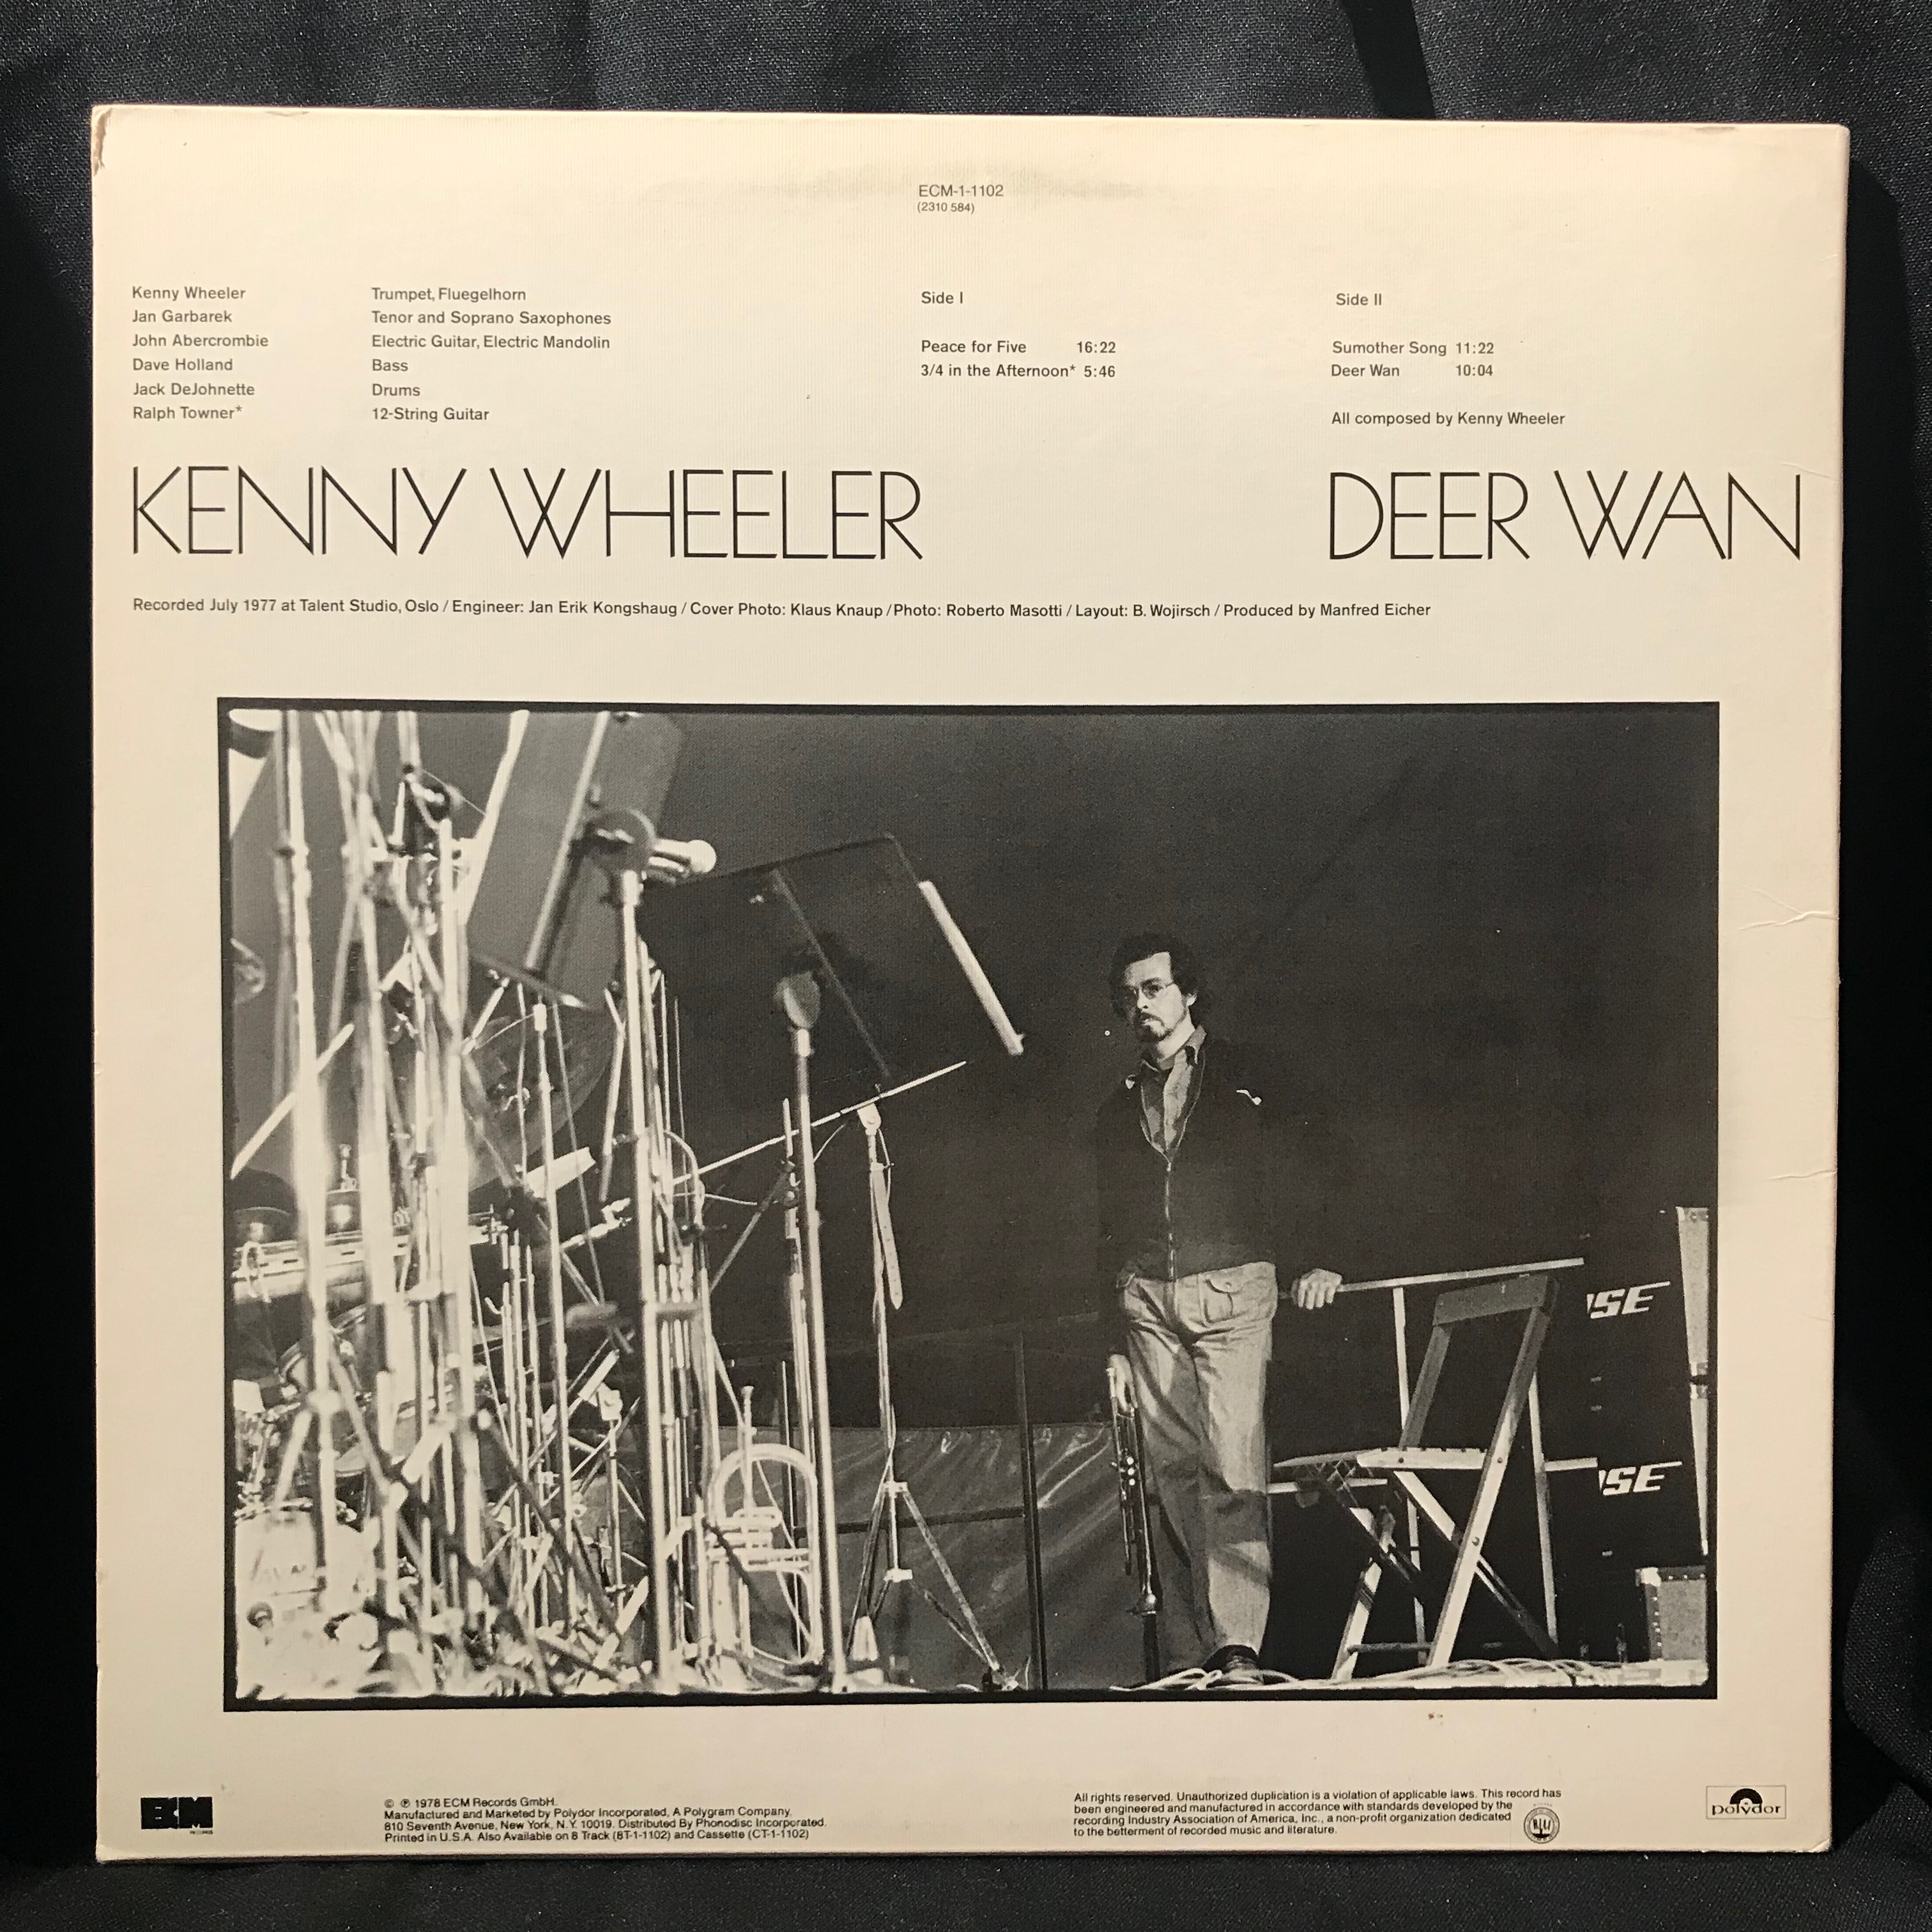 ECM-1-1102
(2310 584)
Kenny Wheeler Trumpet, Fluegelhorn
Jan Garbarek Tenor and Soprano Saxophones
John Abercrombie Electric Guitar, Electric Mandolin
Dave Holland Bass
Jack DeJohnette Drums
Ralph Towner* 12-String Guitar
Side I
Peace for Five 16:22
3/4 in the Afternoon* 5:46
Side II
Sumother Song 11:22
Deer Wan 10:04
All composed by Kenny Wheeler
KENNY WHEELER DEER WAN
Recorded July 1977 at Talent Studio, Oslo / Engineer: Jan Erik Kongshaug / Cover Photo: Klaus Knaup / Photo: Roberto Masotti / Layout: B. Wojirsch / Produced by Manfred Eicher
SE
SE
ECM
RECORDS
© ℗ 1978 ECM Records GmbH.
Manufactured and Marketed by Polydor Incorporated, A Polygram Company,
810 Seventh Avenue, New York, N.Y. 10019. Distributed By Phonodisc Incorporated.
Printed in U.S.A. Also Available on 8 Track (8T-1-1102) and Cassette (CT-1-1102)
All rights reserved. Unauthorized duplication is a violation of applicable laws. This record has
been engineered and manufactured in accordance with standards developed by the
recording Industry Association of America, Inc., a non-profit organization dedicated
to the betterment of recorded music and literature.
polydor